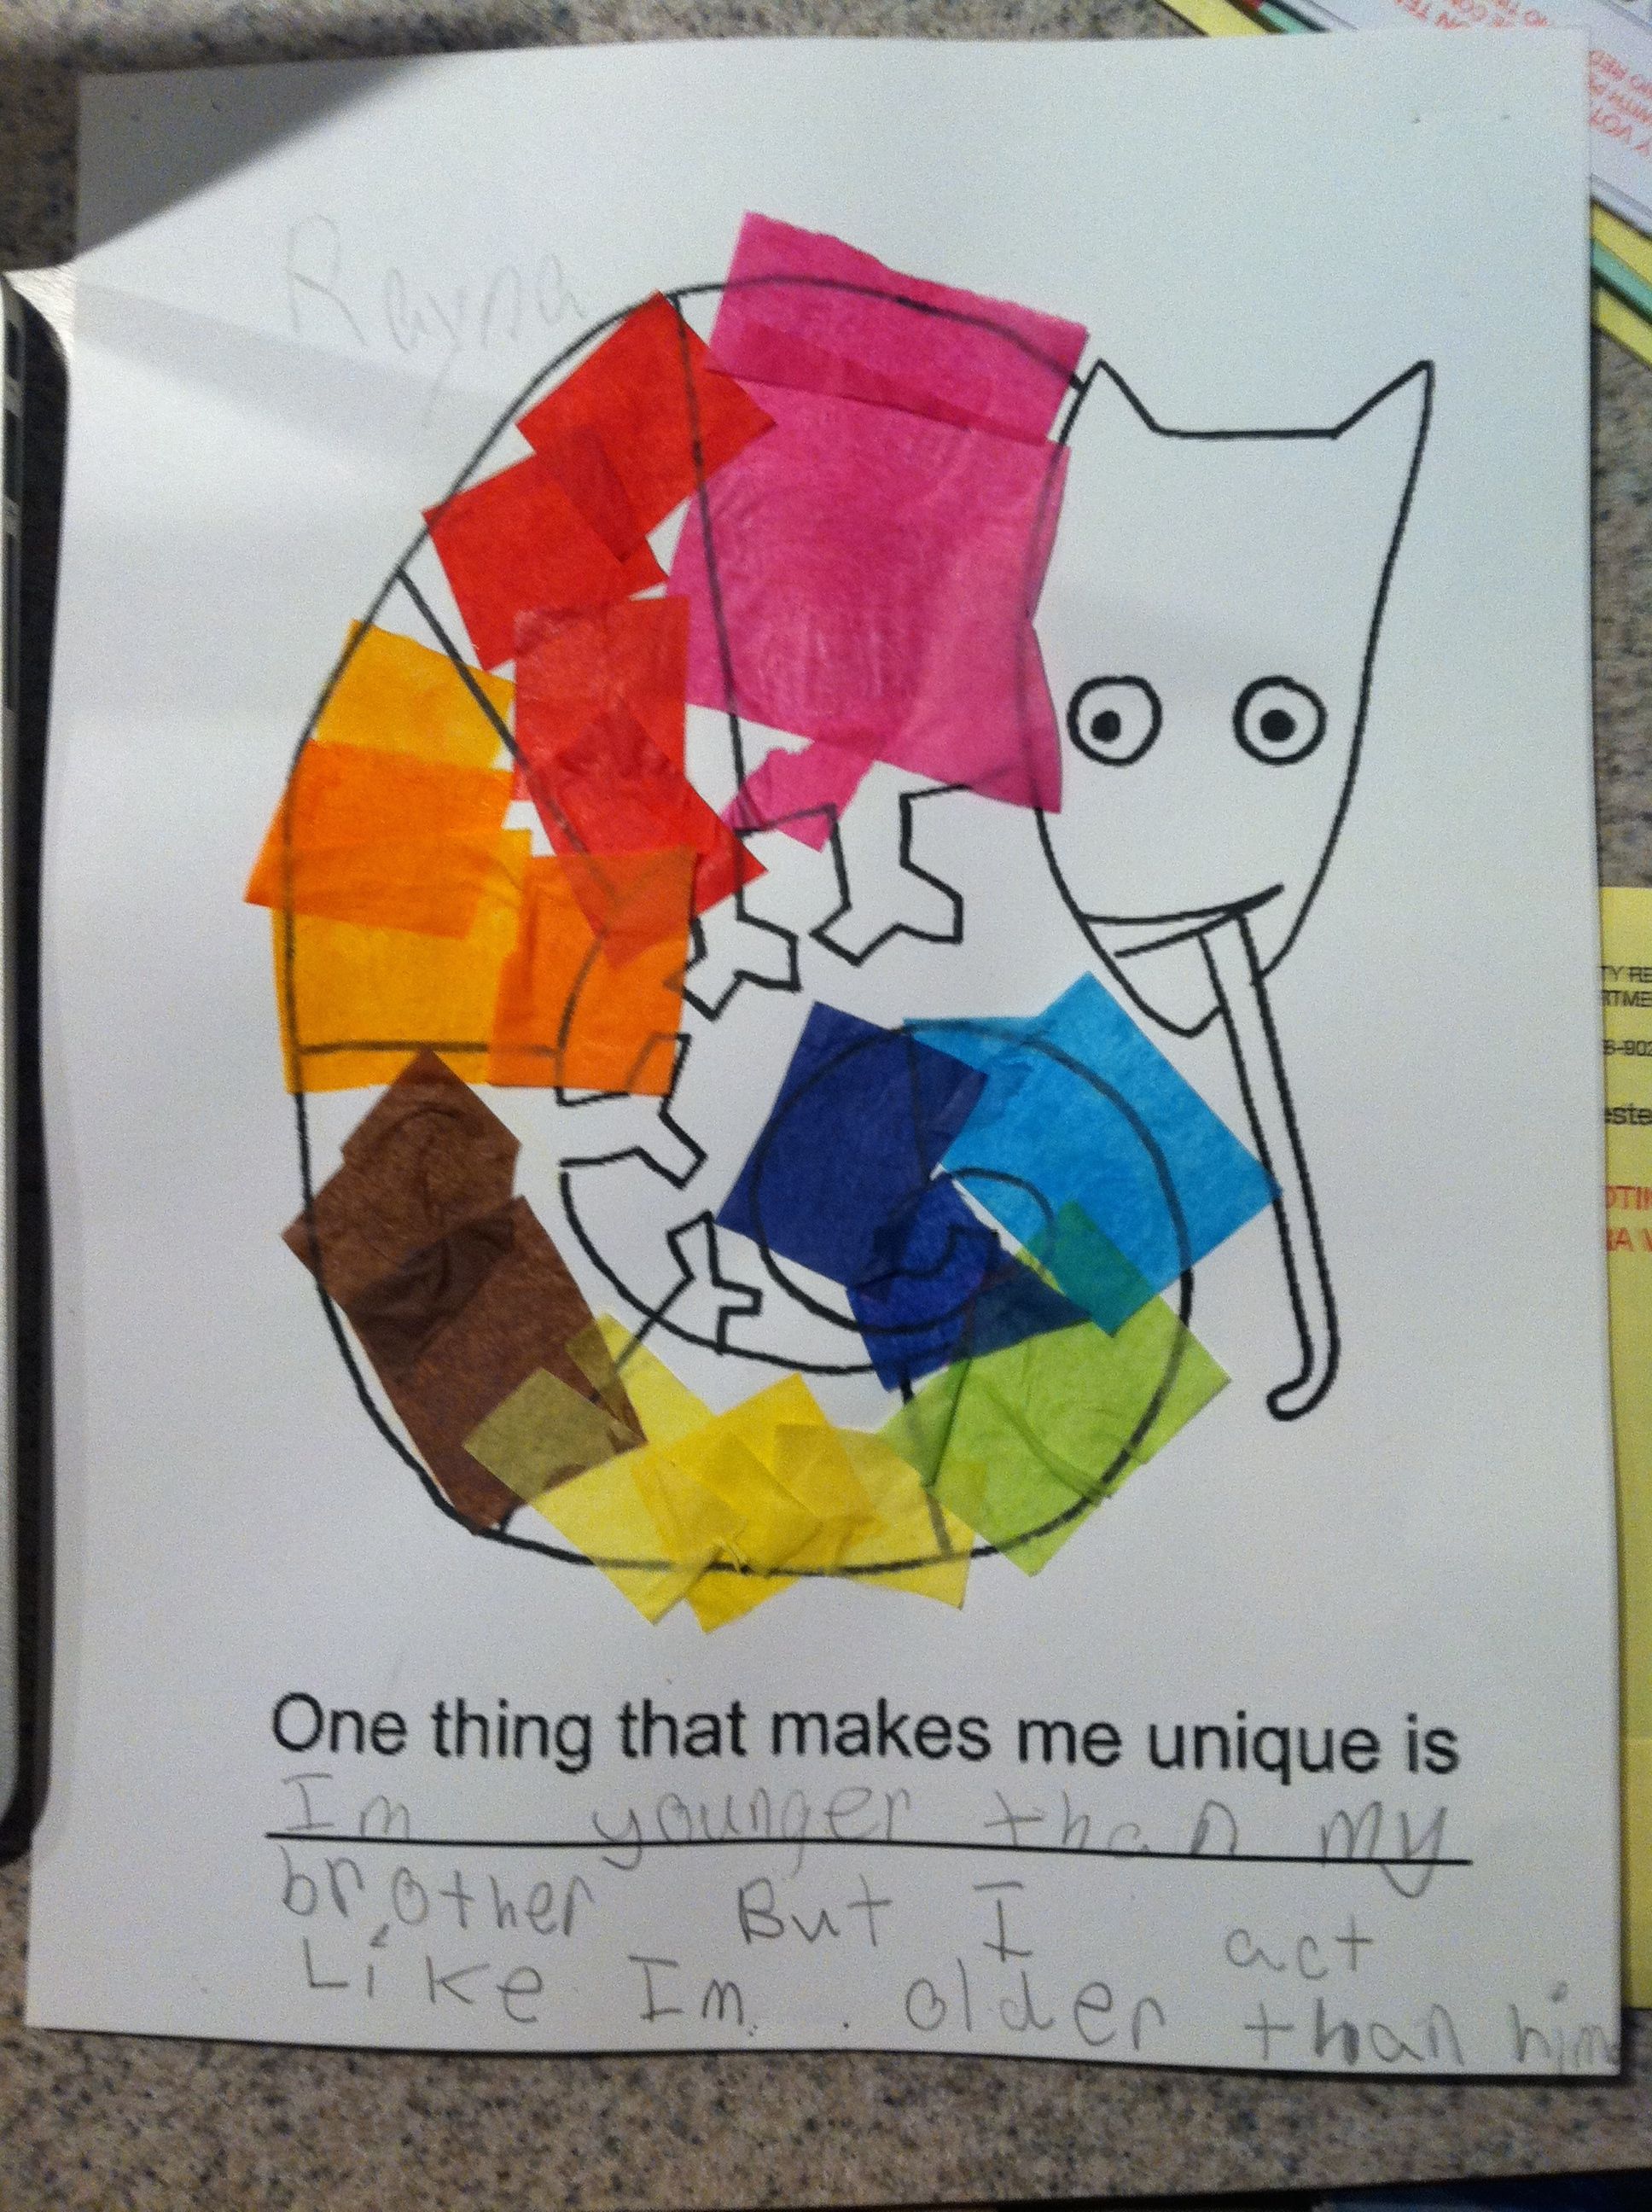 Rayna
One thing that makes me unique is
Im younger than my
brother But I act
Like Im older than him